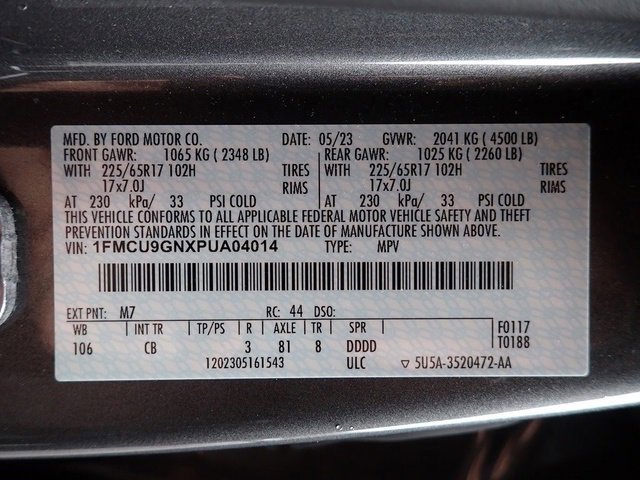 MFD. BY FORD MOTOR CO. DATE: 05/23 GVWR: 2041 KG ( 4500 LB)
FRONT GAWR: 1065 KG ( 2348 LB) REAR GAWR: 1025 KG ( 2260 LB)
WITH 225/65R17 102H TIRES WITH 225/65R17 102H TIRES
17x7.0J RIMS 17x7.0J RIMS
AT 230 kPa/ 33 PSI COLD AT 230 kPa/ 33 PSI COLD
THIS VEHICLE CONFORMS TO ALL APPLICABLE FEDERAL MOTOR VEHICLE SAFETY AND THEFT
PREVENTION STANDARDS IN EFFECT ON THE DATE OF MANUFACTURE SHOWN ABOVE.
VIN: 1FMCU9GNXPUA04014 TYPE: MPV
EXT PNT: M7 RC: 44 DSO:
WB INT TR TP/PS R AXLE TR SPR F0117
106 CB 3 81 8 DDDD T0188
1202305161543 ULC ▽ 5U5A-3520472-AA